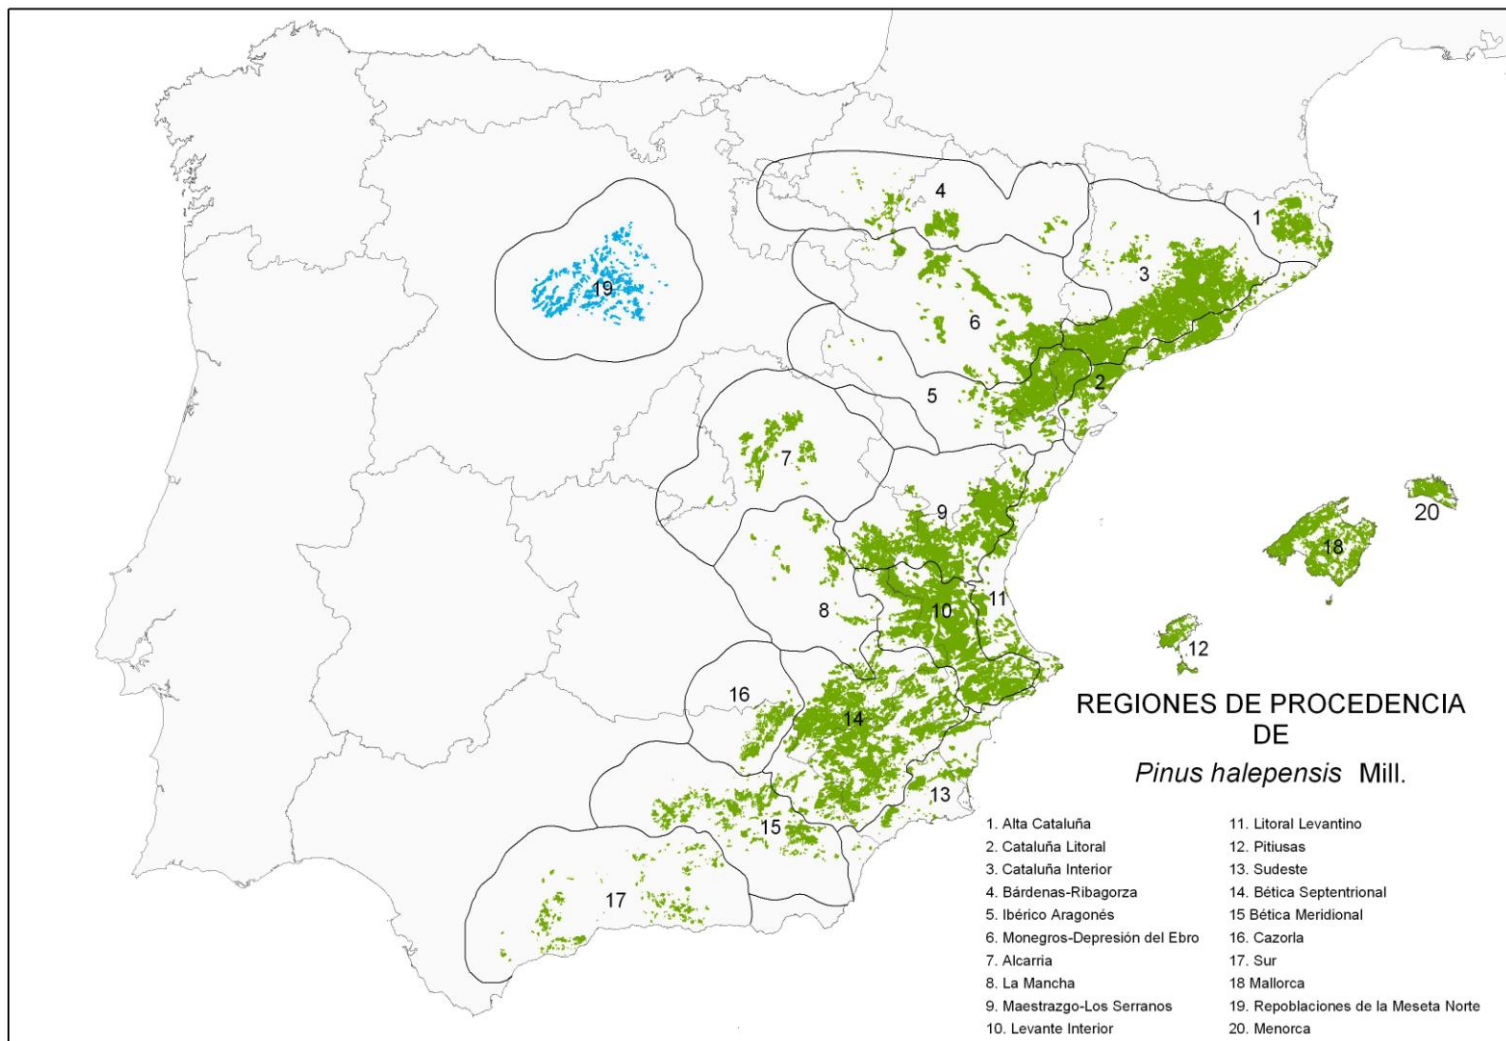 4
1
3
19
6
2
5
7
20
9
18
8
10
11
12
16
14
REGIONES DE PROCEDENCIA
DE
Pinus halepensis Mill.
13
15
17
1. Alta Cataluña
2. Cataluña Litoral
3. Cataluña Interior
4. Bárdenas-Ribagorza
5. Ibérico Aragonés
6. Monegros-Depresión del Ebro
7. Alcarria
8. La Mancha
9. Maestrazgo-Los Serranos
10. Levante Interior
11. Litoral Levantino
12. Pitiusas
13. Sudeste
14. Bética Septentrional
15 Bética Meridional
16. Cazorla
17. Sur
18 Mallorca
19. Repoblaciones de la Meseta Norte
20. Menorca